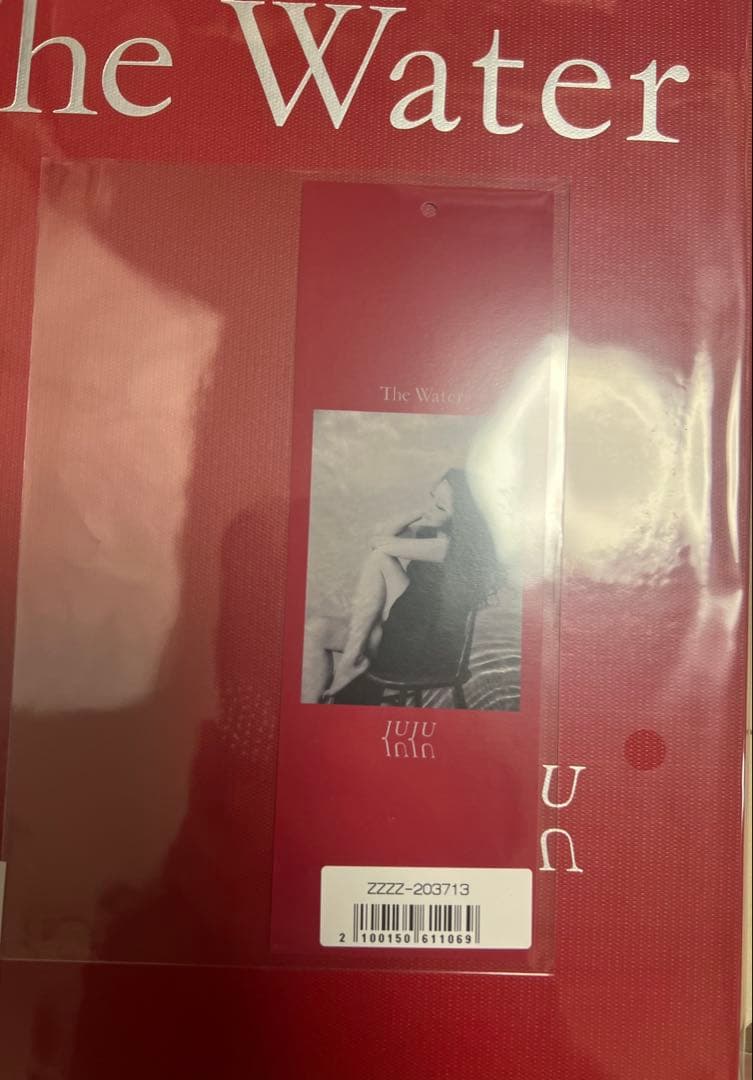 he Water
The Water
JUJU
JUJU
U
U
ZZZZ-203713
2 100150 611069